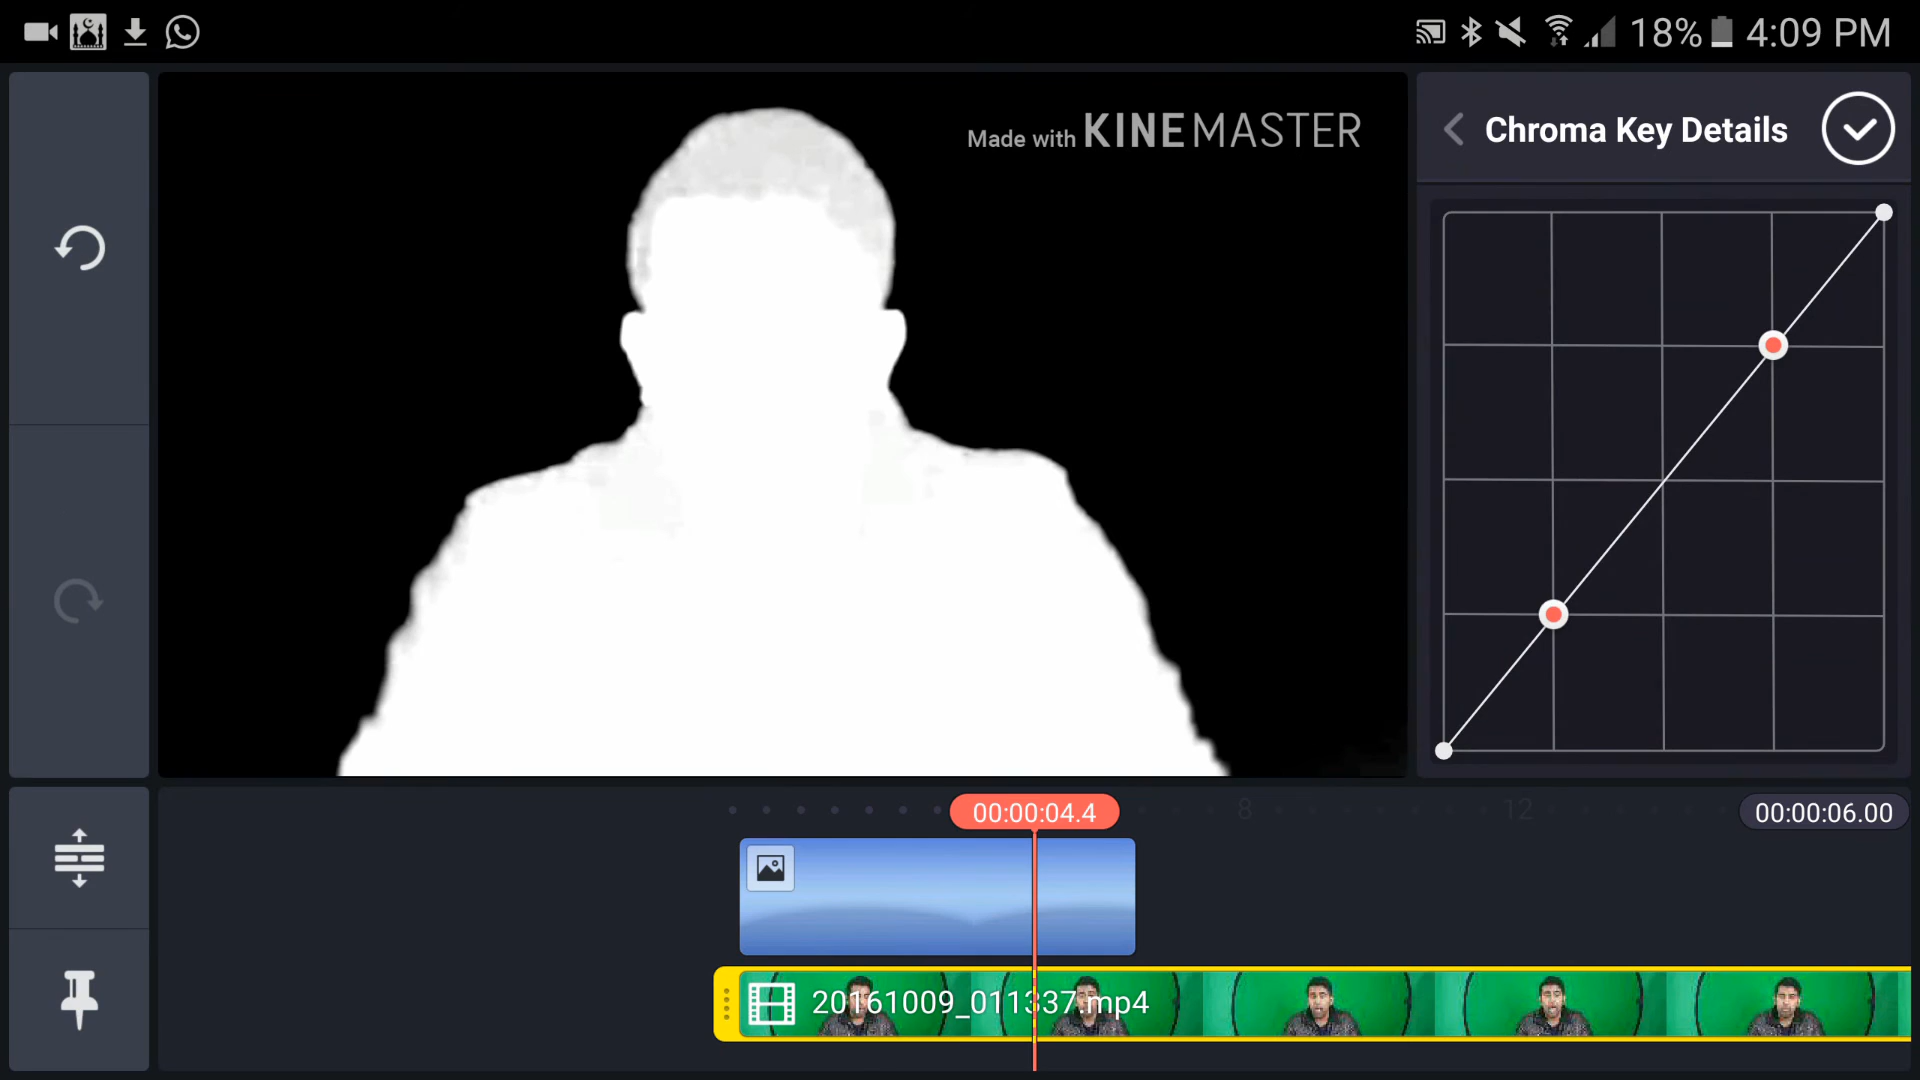 18% 4:09 PM
Made with KINEMASTER
Chroma Key Details
00:00:04.4
8
12
00:00:06.00
20161009_011337.mp4